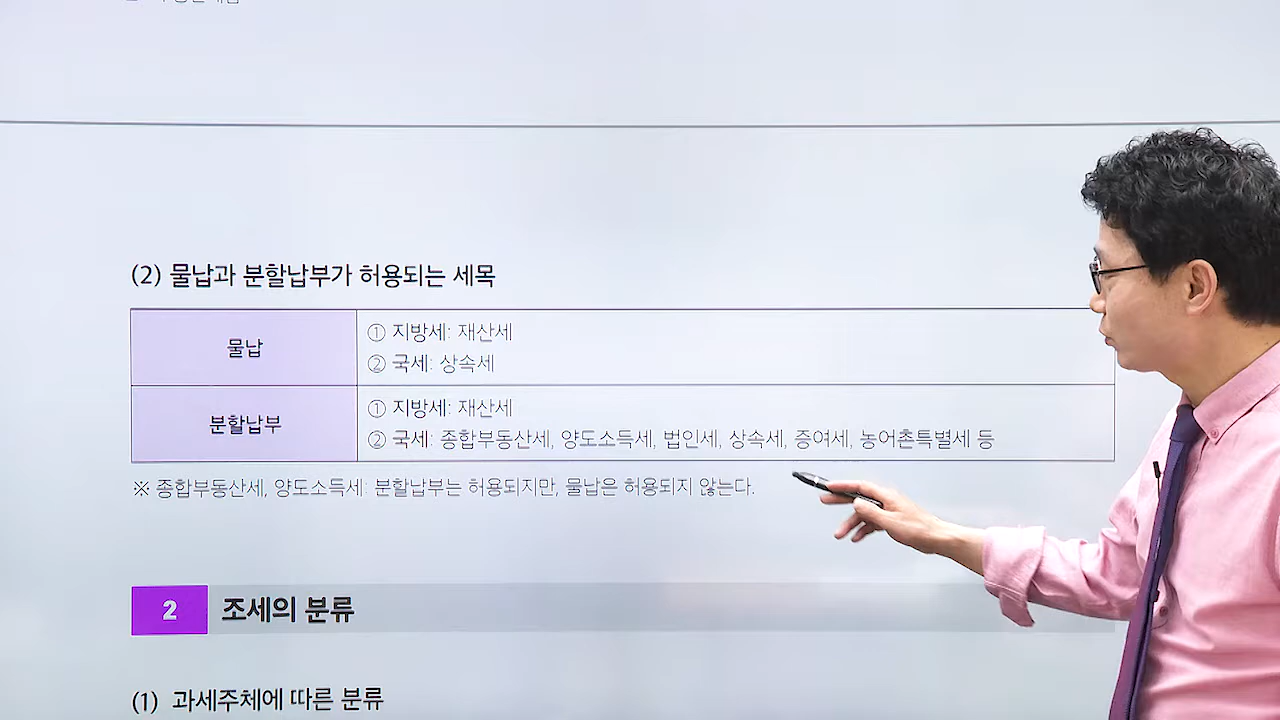 (2) 물납과 분할납부가 허용되는 세목
물납
① 지방세: 재산세
② 국세: 상속세
분할납부
① 지방세: 재산세
② 국세: 종합부동산세, 양도소득세, 법인세, 상속세, 증여세, 농어촌특별세 등
※ 종합부동산세, 양도소득세: 분할납부는 허용되지만, 물납은 허용되지 않는다.
2 조세의 분류
(1) 과세주체에 따른 분류